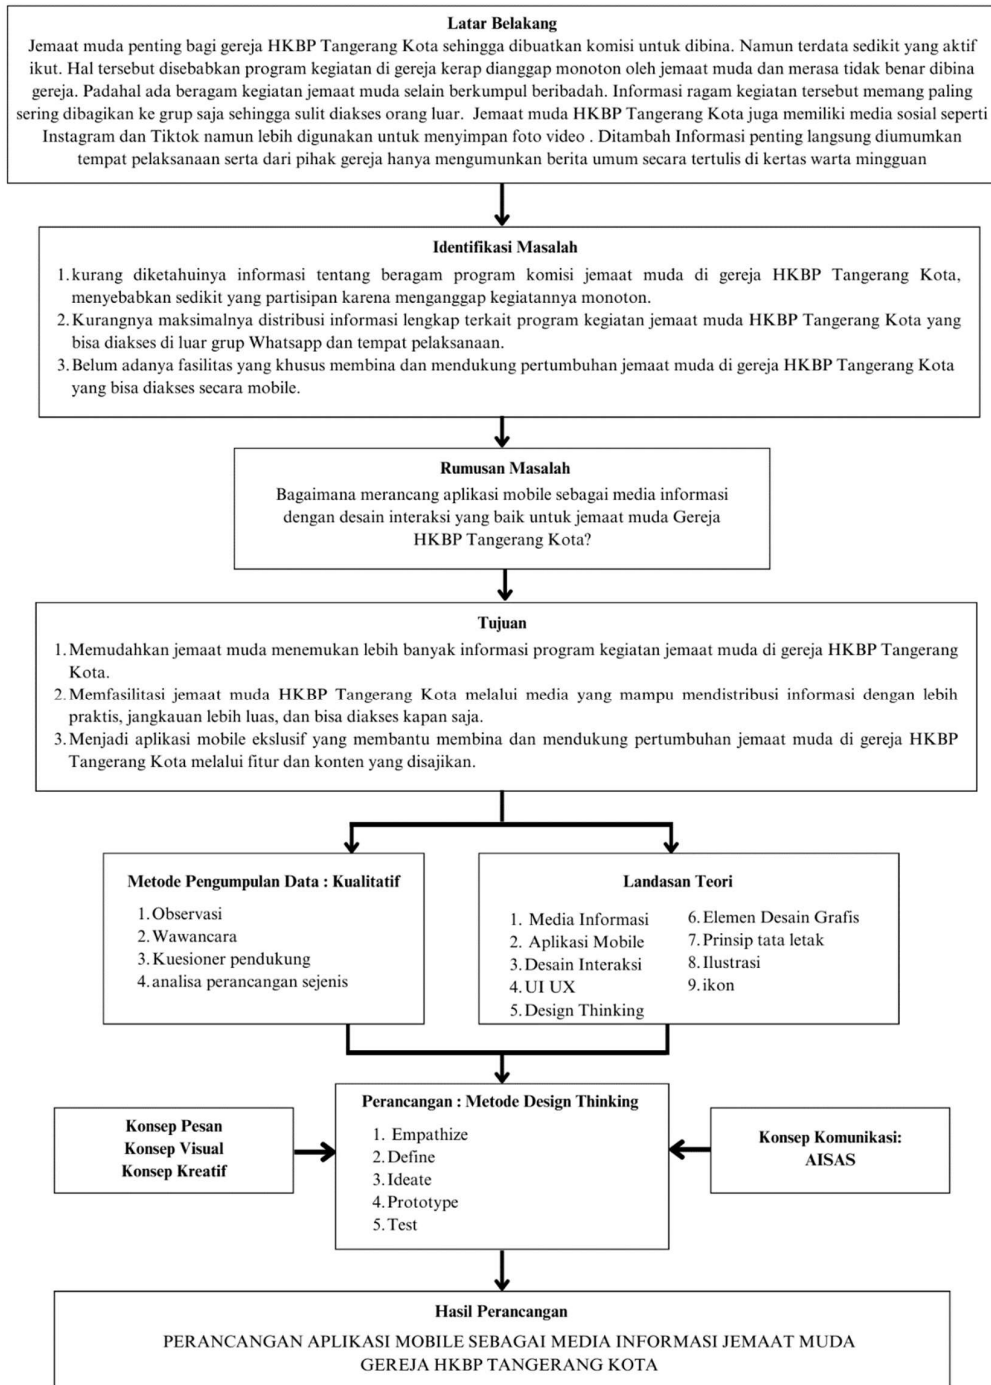 Latar Belakang
Jemaat muda penting bagi gereja HKBP Tangerang Kota sehingga dibuatkan komisi untuk dibina. Namun terdata sedikit yang aktif
ikut. Hal tersebut disebabkan program kegiatan di gereja kerap dianggap monoton oleh jemaat muda dan merasa tidak benar dibina
gereja. Padahal ada beragam kegiatan jemaat muda selain berkumpul beribadah. Informasi ragam kegiatan tersebut memang paling
sering dibagikan ke grup saja sehingga sulit diakses orang luar. Jemaat muda HKBP Tangerang Kota juga memiliki media sosial seperti
Instagram dan Tiktok namun lebih digunakan untuk menyimpan foto video . Ditambah Informasi penting langsung diumumkan
tempat pelaksanaan serta dari pihak gereja hanya mengumunkan berita umum secara tertulis di kertas warta mingguan
Identifikasi Masalah
1. kurang diketahuinya informasi tentang beragam program komisi jemaat muda di gereja HKBP Tangerang Kota,
menyebabkan sedikit yang partisipan karena menganggap kegiatannya monoton.
2. Kurangnya maksimalnya distribusi informasi lengkap terkait program kegiatan jemaat muda HKBP Tangerang Kota yang
bisa diakses di luar grup Whatsapp dan tempat pelaksanaan.
3. Belum adanya fasilitas yang khusus membina dan mendukung pertumbuhan jemaat muda di gereja HKBP Tangerang Kota
yang bisa diakses secara mobile.
Rumusan Masalah
Bagaimana merancang aplikasi mobile sebagai media informasi
dengan desain interaksi yang baik untuk jemaat muda Gereja
HKBP Tangerang Kota?
Tujuan
1. Memudahkan jemaat muda menemukan lebih banyak informasi program kegiatan jemaat muda di gereja HKBP Tangerang
Kota.
2. Memfasilitasi jemaat muda HKBP Tangerang Kota melalui media yang mampu mendistribusi informasi dengan lebih
praktis, jangkauan lebih luas, dan bisa diakses kapan saja.
3. Menjadi aplikasi mobile ekslusif yang membantu membina dan mendukung pertumbuhan jemaat muda di gereja HKBP
Tangerang Kota melalui fitur dan konten yang disajikan.
Metode Pengumpulan Data : Kualitatif
1. Observasi
2. Wawancara
3. Kuesioner pendukung
4. analisa perancangan sejenis
Landasan Teori
1. Media Informasi
2. Aplikasi Mobile
3. Desain Interaksi
4. UI UX
5. Design Thinking
6. Elemen Desain Grafis
7. Prinsip tata letak
8. Ilustrasi
9. ikon
Konsep Pesan
Konsep Visual
Konsep Kreatif
Perancangan : Metode Design Thinking
1. Empathize
2. Define
3. Ideate
4. Prototype
5. Test
Konsep Komunikasi:
AISAS
Hasil Perancangan
PERANCANGAN APLIKASI MOBILE SEBAGAI MEDIA INFORMASI JEMAAT MUDA
GEREJA HKBP TANGERANG KOTA